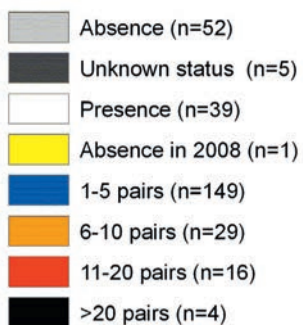 Absence (n=52)
Unknown status (n=5)
Presence (n=39)
Absence in 2008 (n=1)
1-5 pairs (n=149)
6-10 pairs (n=29)
11-20 pairs (n=16)
>20 pairs (n=4)